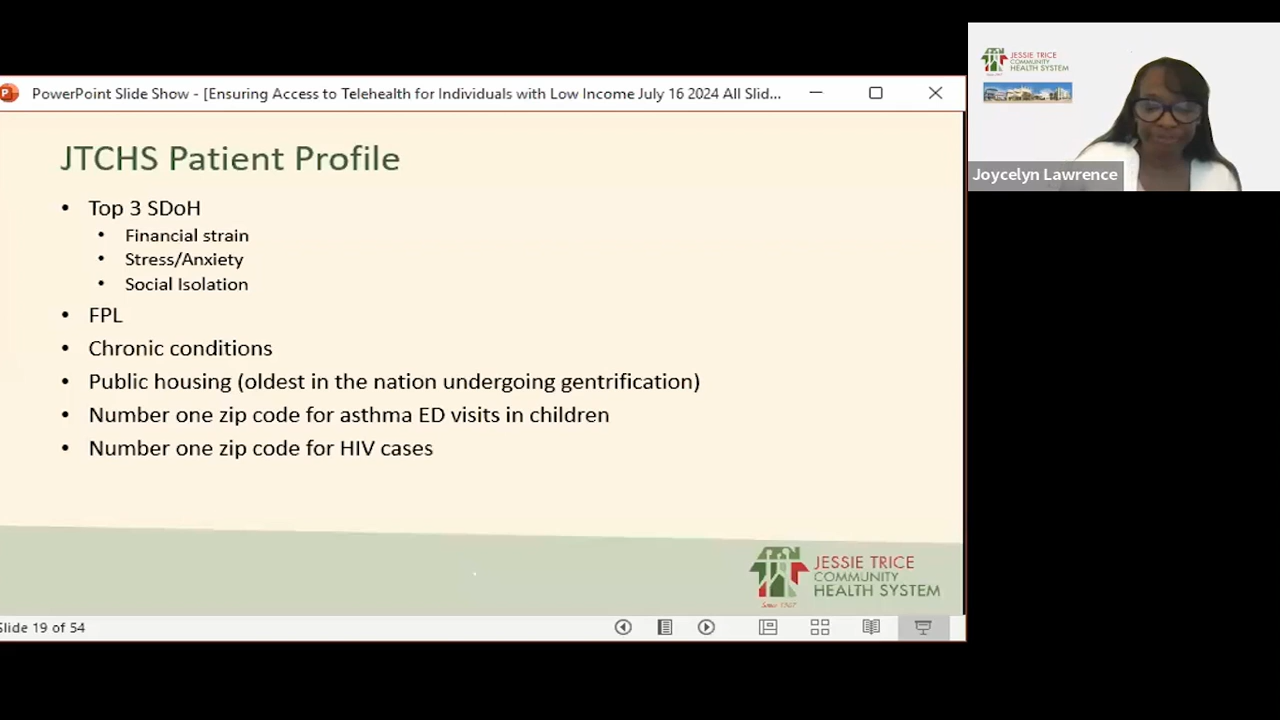 PowerPoint Slide Show - [Ensuring Access to Telehealth for Individuals with Low Income July 16 2024 All Slid...
JTCHS Patient Profile
• Top 3 SDoH
• Financial strain
• Stress/Anxiety
• Social Isolation
• FPL
• Chronic conditions
• Public housing (oldest in the nation undergoing gentrification)
• Number one zip code for asthma ED visits in children
• Number one zip code for HIV cases
JESSIE TRICE
COMMUNITY
HEALTH SYSTEM
Since 1967
Slide 19 of 54
JESSIE TRICE
COMMUNITY
HEALTH SYSTEM
Joycelyn Lawrence